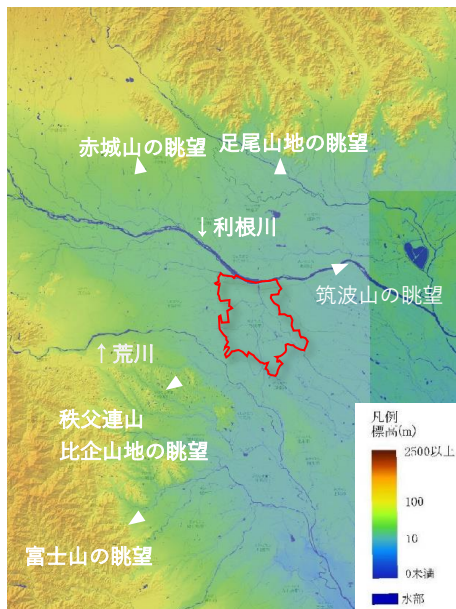 赤城山の眺望
足尾山地の眺望
↓利根川
筑波山の眺望
↑荒川
秩父連山
比企山地の眺望
富士山の眺望
凡例
標高(m)
2500以上
100
10
0未満
水部